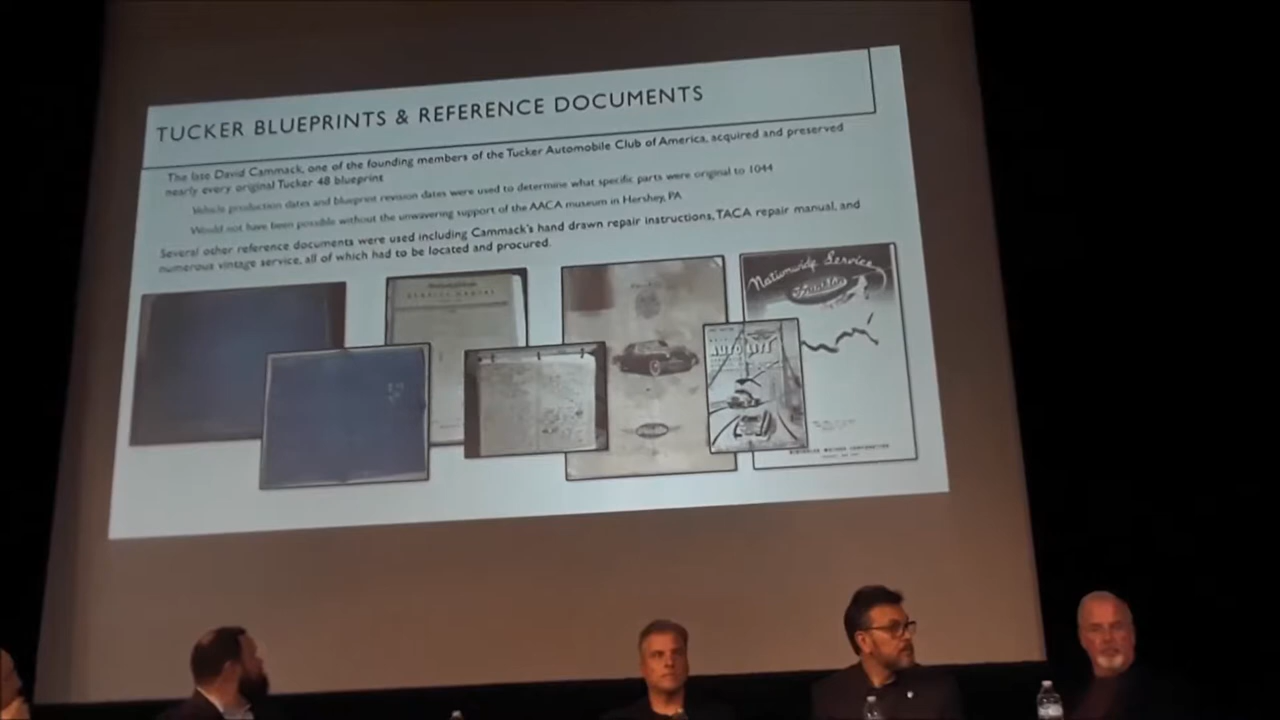 TUCKER BLUEPRINTS & REFERENCE DOCUMENTS
The late David Cammack, one of the founding members of the Tucker Automobile Club of America, acquired and preserved
nearly every original Tucker 48 blueprint
Vehicle production dates and blueprint revision dates were used to determine what specific parts were original to 1044
Would not have been possible without the unwavering support of the AACA museum in Hershey, PA
Several other reference documents were used including Cammack's hand drawn repair instructions, TACA repair manual, and
numerous vintage service, all of which had to be located and procured.
Nationwide Service
Franklin
AUTO-LITE